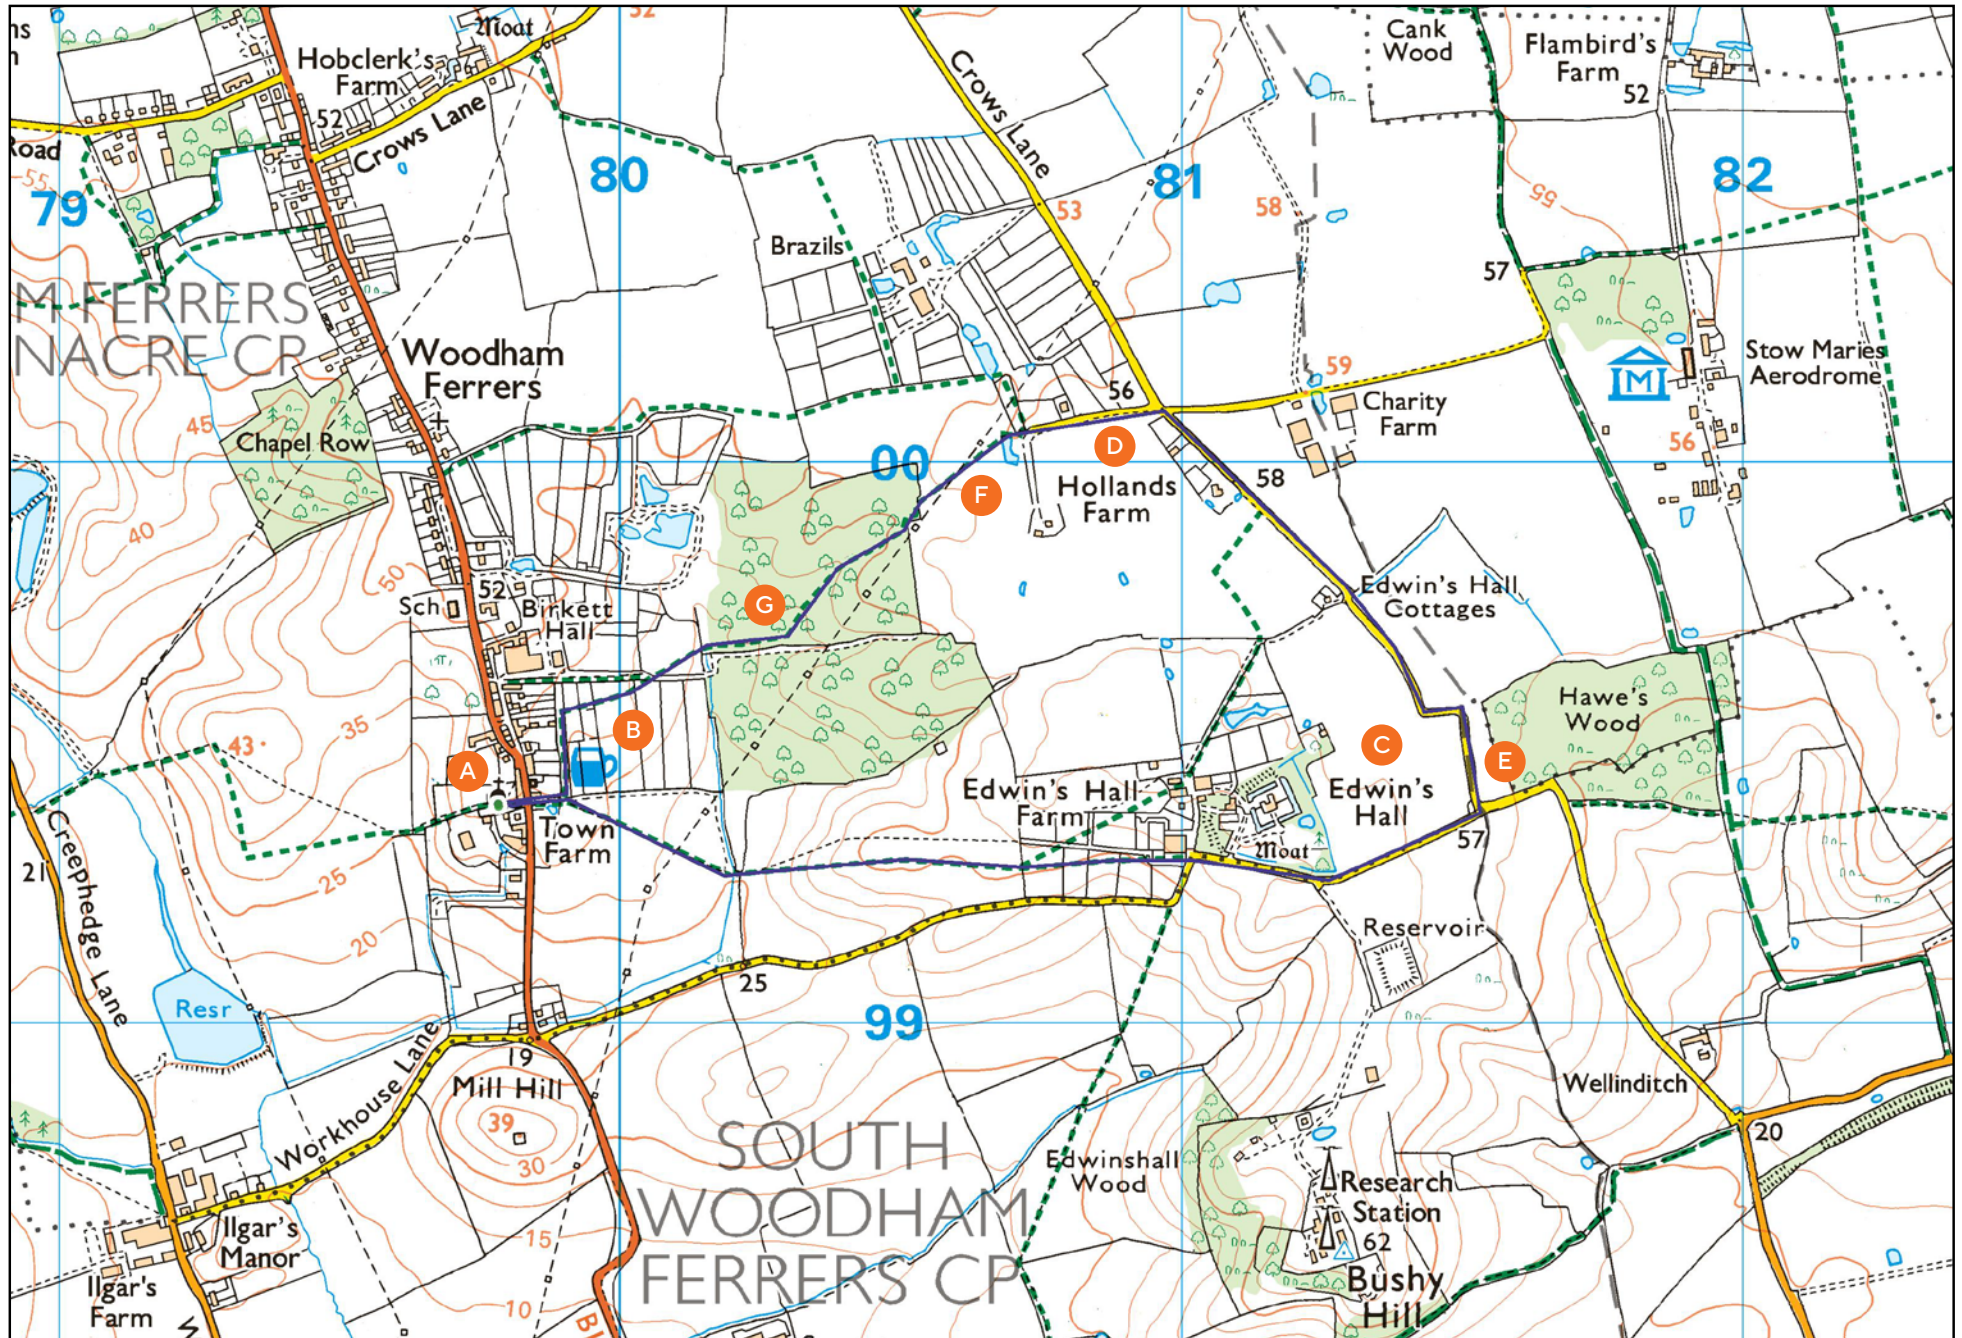 ns
n
Moat
52
Hobclerk's
Farm
52
Crows Lane
Road
55
79
80
Crows Lane
53
81
58
Cank
Wood
Flambird's
Farm
52
55
82
57
Brazils
M FERRERS
NACRE CP
Woodham
Ferrers
45
Chapel Row
40
50
00
56
D
F
Hollands
Farm
58
59
Charity
Farm
M
Stow Maries
Aerodrome
56
Sch
52
Birkett
Hall
G
Edwin's Hall
Cottages
Hawe's
Wood
35
43
A
B
C
E
Edwin's Hall
Farm
Edwin's
Hall
Moat
57
Town
Farm
21
Creephedge Lane
25
20
Resr
25
99
Reservoir
19
Mill Hill
39
30
Workhouse Lane
Wellinditch
20
SOUTH
WOODHAM
FERRERS CP
Edwinshall
Wood
Research
Station
62
Bushy
Hill
15
10
Ilgar's
Manor
Ilgar's
Farm
W